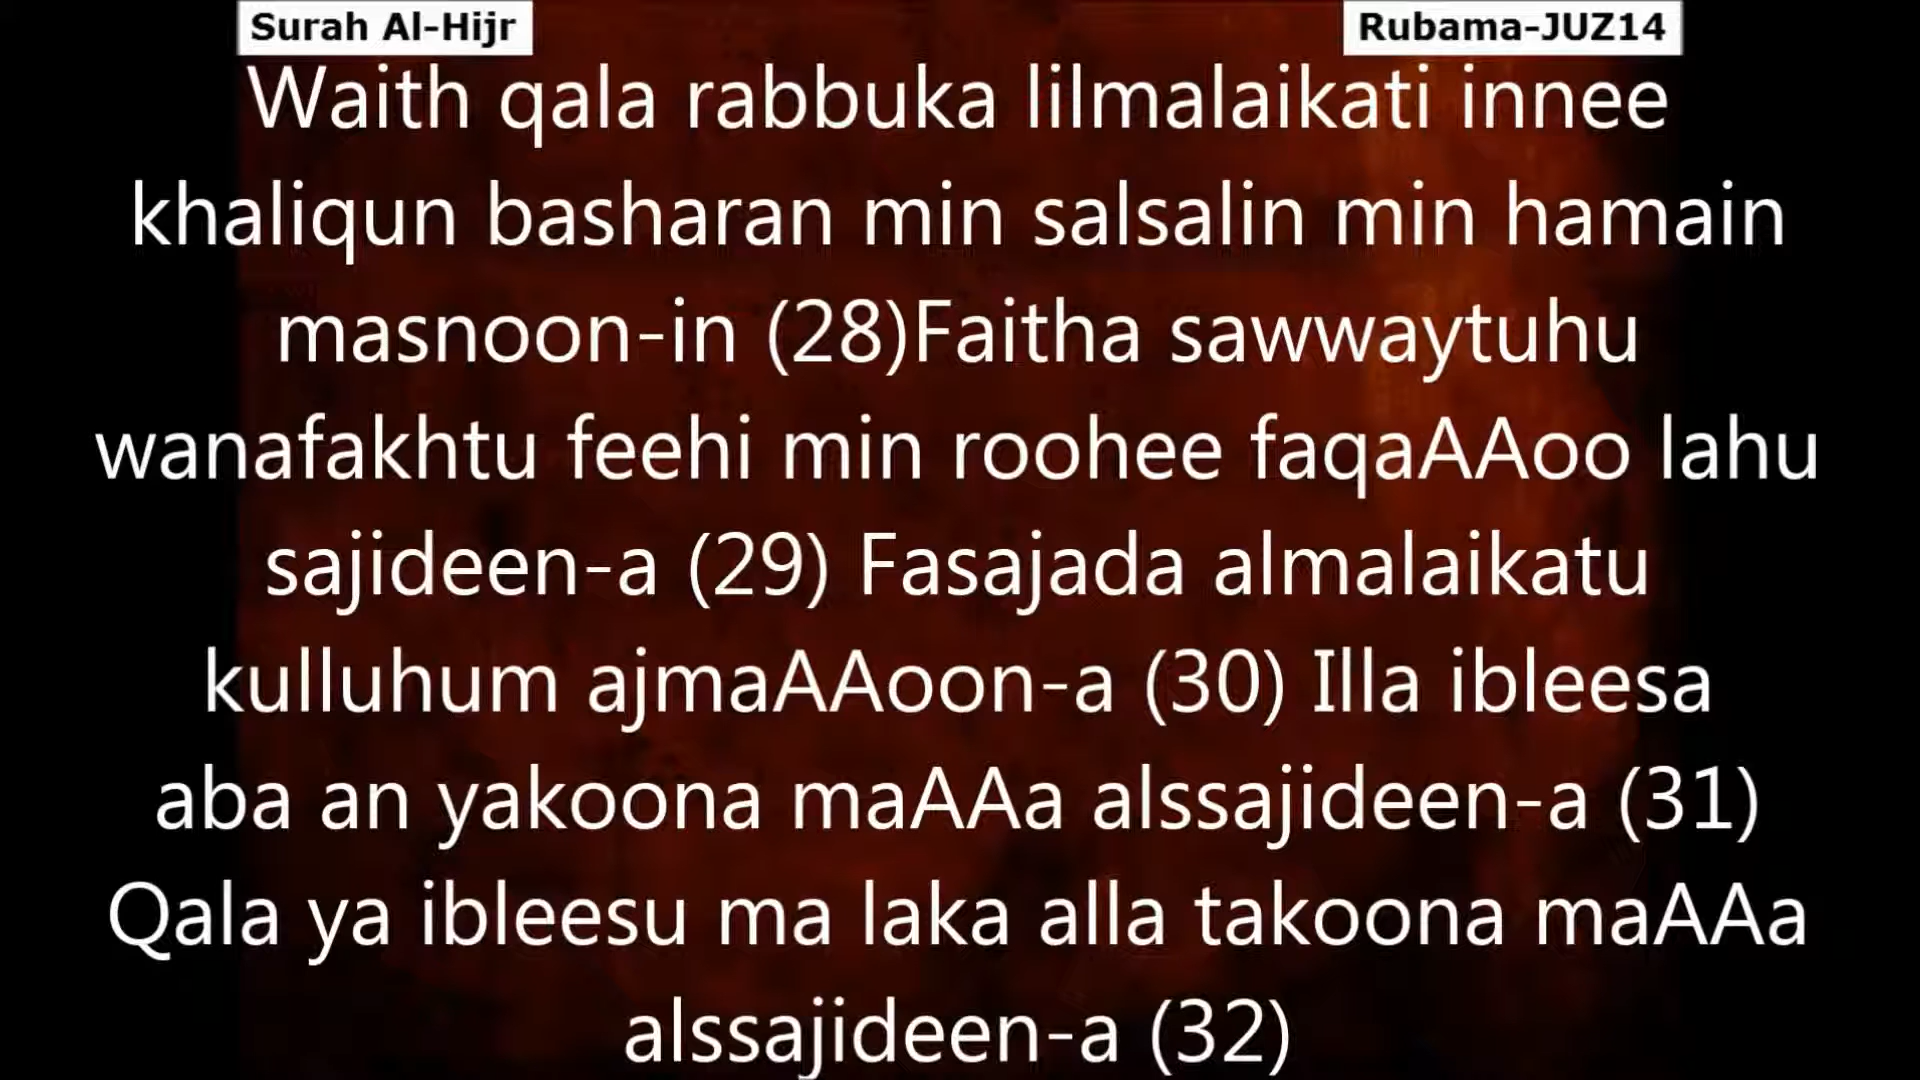 Surah Al-Hijr
Rubama-JUZ14
Waith qala rabbuka lilmalaikati innee
khaliqun basharan min salsalin min hamain
masnoon-in (28)Faitha sawwaytuhu
wanafakhtu feehi min roohee faqaAAoo lahu
sajideen-a (29) Fasajada almalaikatu
kulluhum ajmaAAoon-a (30) Illa ibleesa
aba an yakoona maAAa alssajideen-a (31)
Qala ya ibleesu ma laka alla takoona maAAa
alssajideen-a (32)